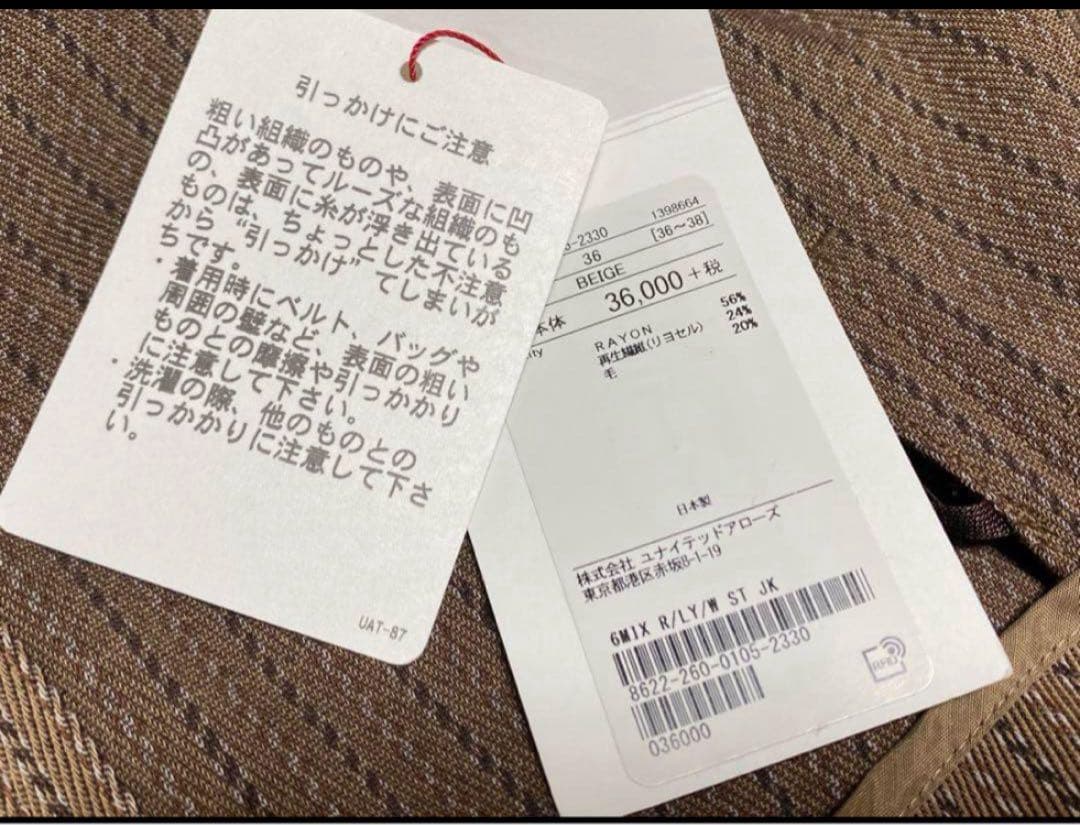 引っかけにご注意
粗い組織のものや、表面に凹
凸があってルーズな組織のも
の、表面に糸が浮き出ている
ものは、ちょっとした不注意
から“引っかけ”てしまいが
ちです。
・着用時にベルト、バッグや
周囲の壁など、表面の粗い
ものとの摩擦や引っかかり
に注意して下さい。
・洗濯の際、他のものとの
引っかかりに注意して下さ
い。
UAT-87
1398664
5-2330 [36〜38]
36
BEIGE
本体 36,000+税
ity RAYON 56%
再生繊維(リヨセル) 24%
毛 20%
日本製
株式会社 ユナイテッドアローズ
東京都港区赤坂8-1-19
6MIX R/LY/W ST JK
8622-260-0105-2330
036000
RFID